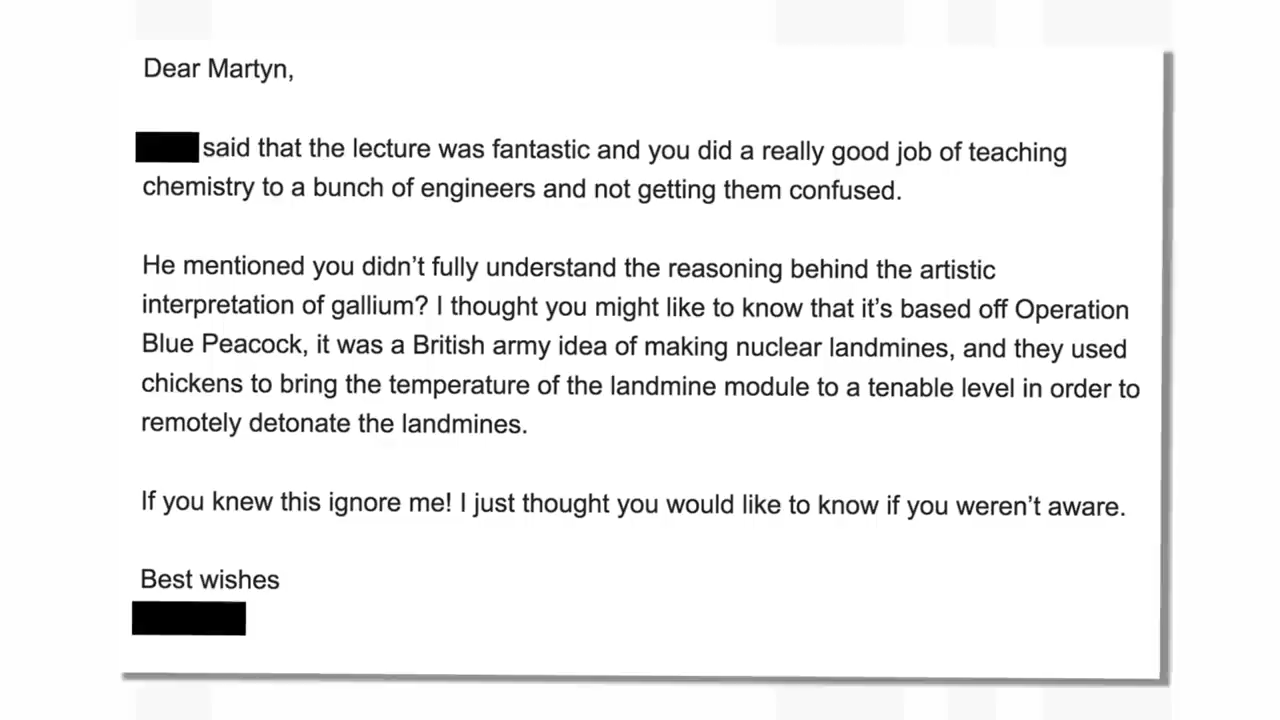 Dear Martyn,
said that the lecture was fantastic and you did a really good job of teaching
chemistry to a bunch of engineers and not getting them confused.
He mentioned you didn’t fully understand the reasoning behind the artistic
interpretation of gallium? I thought you might like to know that it’s based off Operation
Blue Peacock, it was a British army idea of making nuclear landmines, and they used
chickens to bring the temperature of the landmine module to a tenable level in order to
remotely detonate the landmines.
If you knew this ignore me! I just thought you would like to know if you weren’t aware.
Best wishes